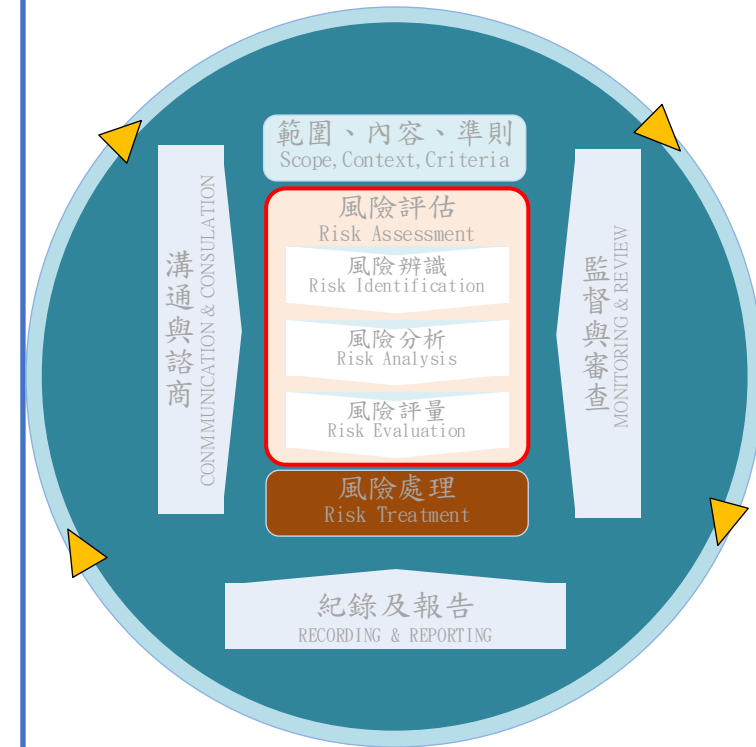 範圍、內容、準則
Scope,Context,Criteria
風險評估
Risk Assessment
風險辨識
Risk Identification
風險分析
Risk Analysis
風險評量
Risk Evaluation
風險處理
Risk Treatment
溝通與諮商
CONMMUNICATION & CONSULATION
監督與審查
MONITORING & REVIEW
紀錄及報告
RECORDING & REPORTING